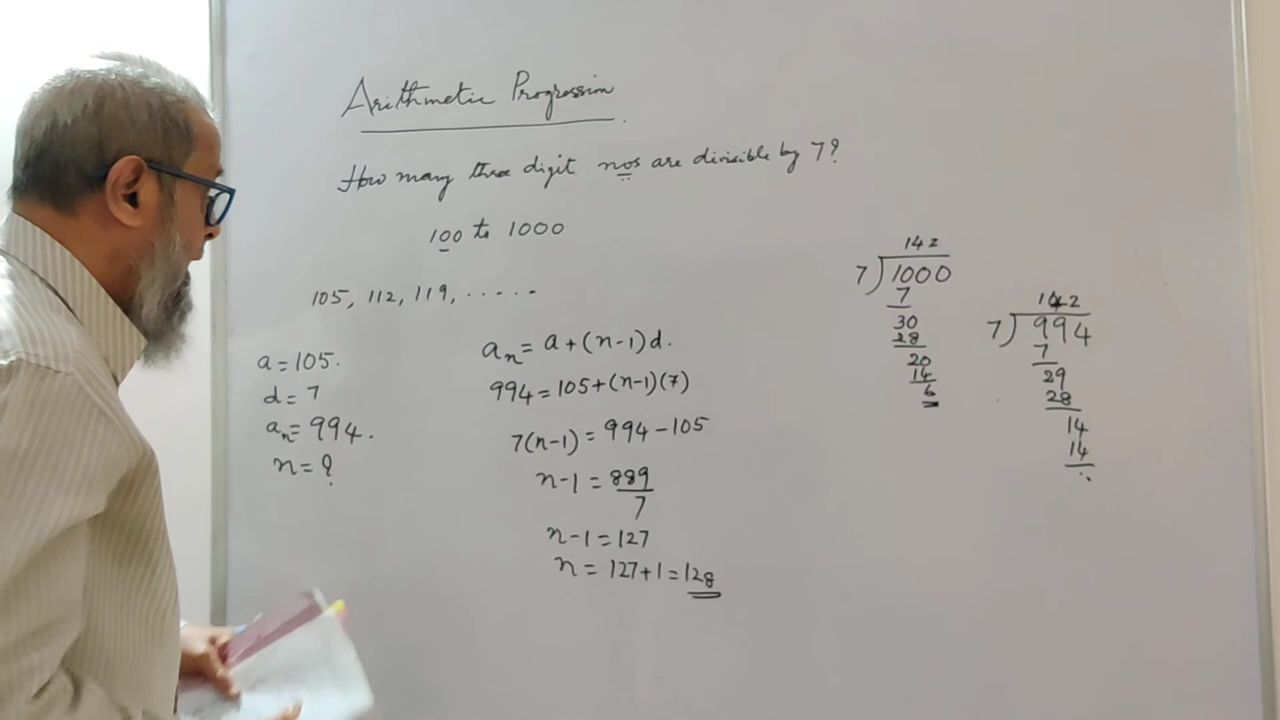 Arithmetic Progression
How many three digit nos are divisible by 7?
100 to 1000
105, 112, 119, ......
a = 105.
d = 7
aₙ = 994.
n = ?
aₙ = a + (n-1) d.
994 = 105 + (n-1)(7)
7(n-1) = 994 - 105
n-1 = 889
7
n-1 = 127
n = 127+1 = 128
142
7)1000
7
30
28
20
14
6
142
7)994
7
29
28
14
14